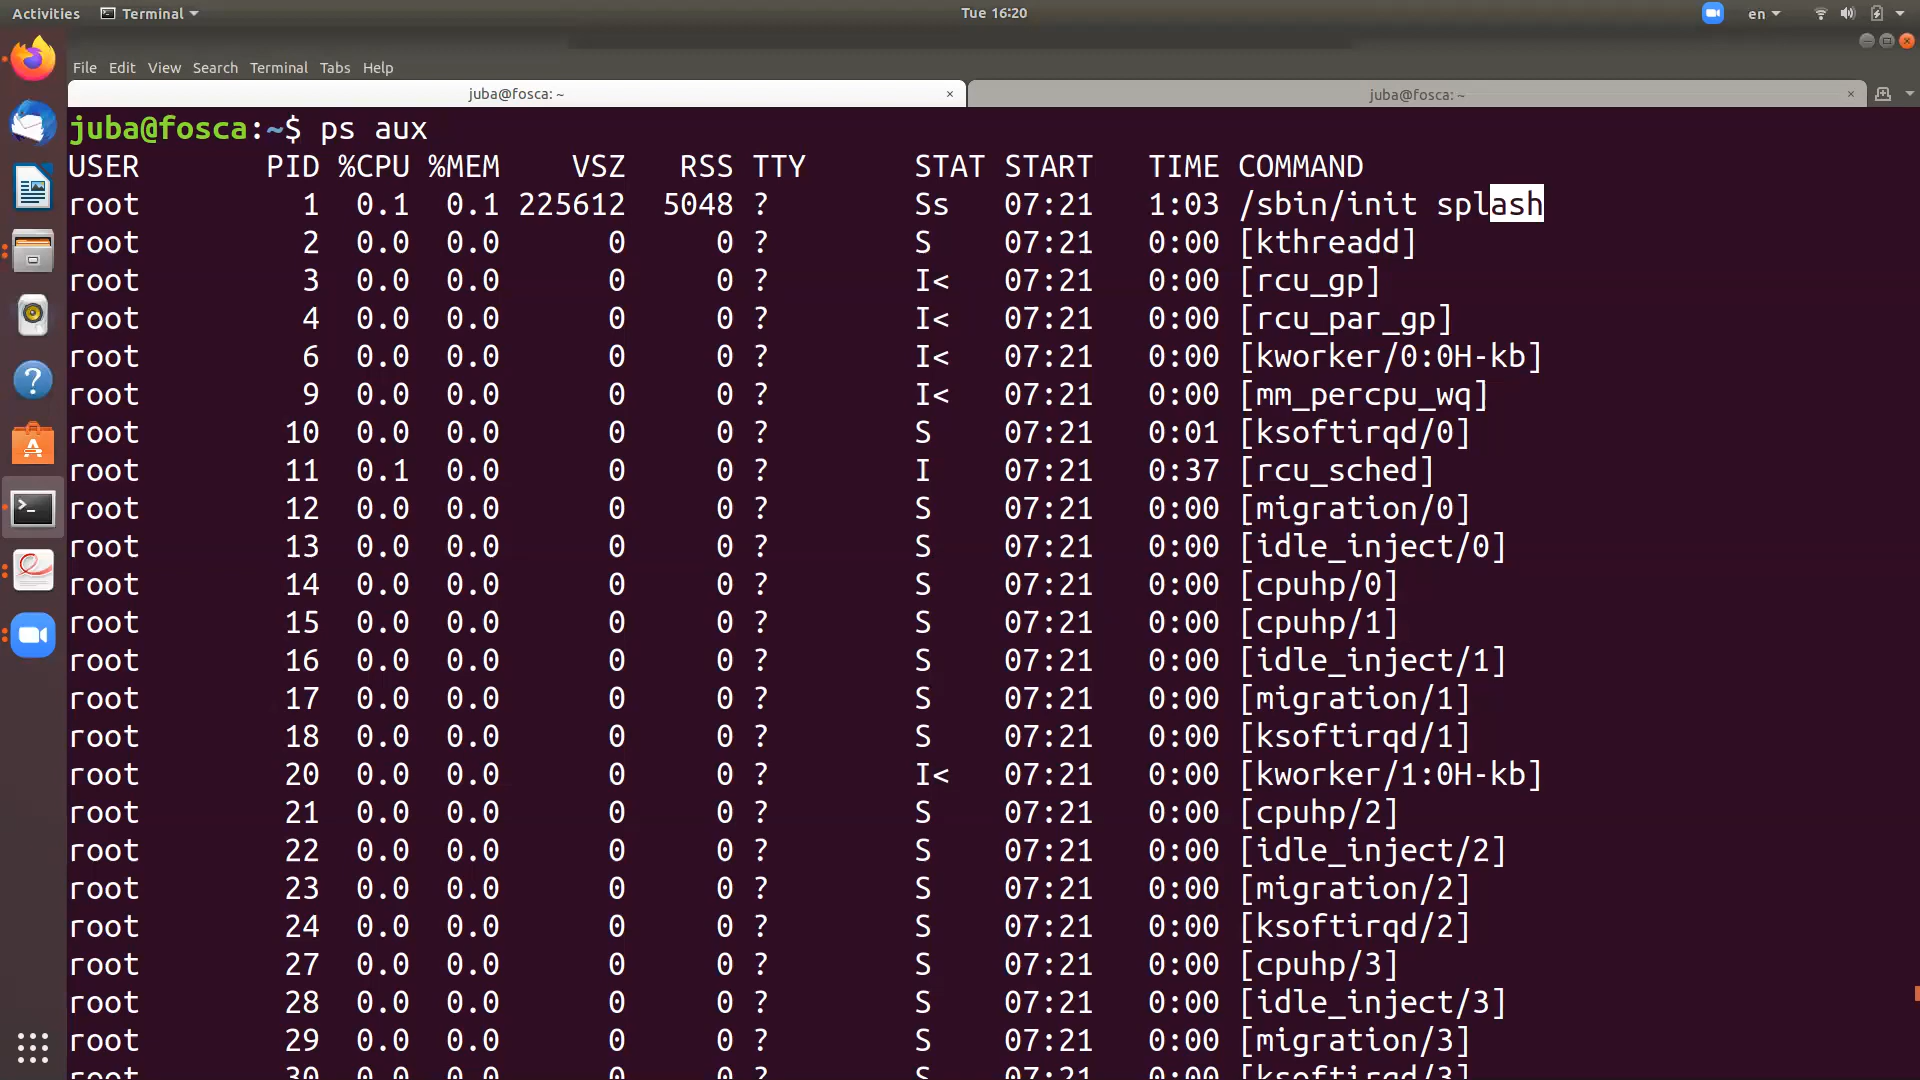 Activities Terminal Tue 16:20 en
File Edit View Search Terminal Tabs Help
juba@fosca: ~ × juba@fosca: ~ ×
juba@fosca:~$ ps aux
USER PID %CPU %MEM VSZ RSS TTY STAT START TIME COMMAND
root 1 0.1 0.1 225612 5048 ? Ss 07:21 1:03 /sbin/init splash
root 2 0.0 0.0 0 0 ? S 07:21 0:00 [kthreadd]
root 3 0.0 0.0 0 0 ? I< 07:21 0:00 [rcu_gp]
root 4 0.0 0.0 0 0 ? I< 07:21 0:00 [rcu_par_gp]
root 6 0.0 0.0 0 0 ? I< 07:21 0:00 [kworker/0:0H-kb]
root 9 0.0 0.0 0 0 ? I< 07:21 0:00 [mm_percpu_wq]
root 10 0.0 0.0 0 0 ? S 07:21 0:01 [ksoftirqd/0]
root 11 0.1 0.0 0 0 ? I 07:21 0:37 [rcu_sched]
root 12 0.0 0.0 0 0 ? S 07:21 0:00 [migration/0]
root 13 0.0 0.0 0 0 ? S 07:21 0:00 [idle_inject/0]
root 14 0.0 0.0 0 0 ? S 07:21 0:00 [cpuhp/0]
root 15 0.0 0.0 0 0 ? S 07:21 0:00 [cpuhp/1]
root 16 0.0 0.0 0 0 ? S 07:21 0:00 [idle_inject/1]
root 17 0.0 0.0 0 0 ? S 07:21 0:00 [migration/1]
root 18 0.0 0.0 0 0 ? S 07:21 0:00 [ksoftirqd/1]
root 20 0.0 0.0 0 0 ? I< 07:21 0:00 [kworker/1:0H-kb]
root 21 0.0 0.0 0 0 ? S 07:21 0:00 [cpuhp/2]
root 22 0.0 0.0 0 0 ? S 07:21 0:00 [idle_inject/2]
root 23 0.0 0.0 0 0 ? S 07:21 0:00 [migration/2]
root 24 0.0 0.0 0 0 ? S 07:21 0:00 [ksoftirqd/2]
root 27 0.0 0.0 0 0 ? S 07:21 0:00 [cpuhp/3]
root 28 0.0 0.0 0 0 ? S 07:21 0:00 [idle_inject/3]
root 29 0.0 0.0 0 0 ? S 07:21 0:00 [migration/3]
root 30 0.0 0.0 0 0 ? S 07:21 0:00 [ksoftirqd/3]